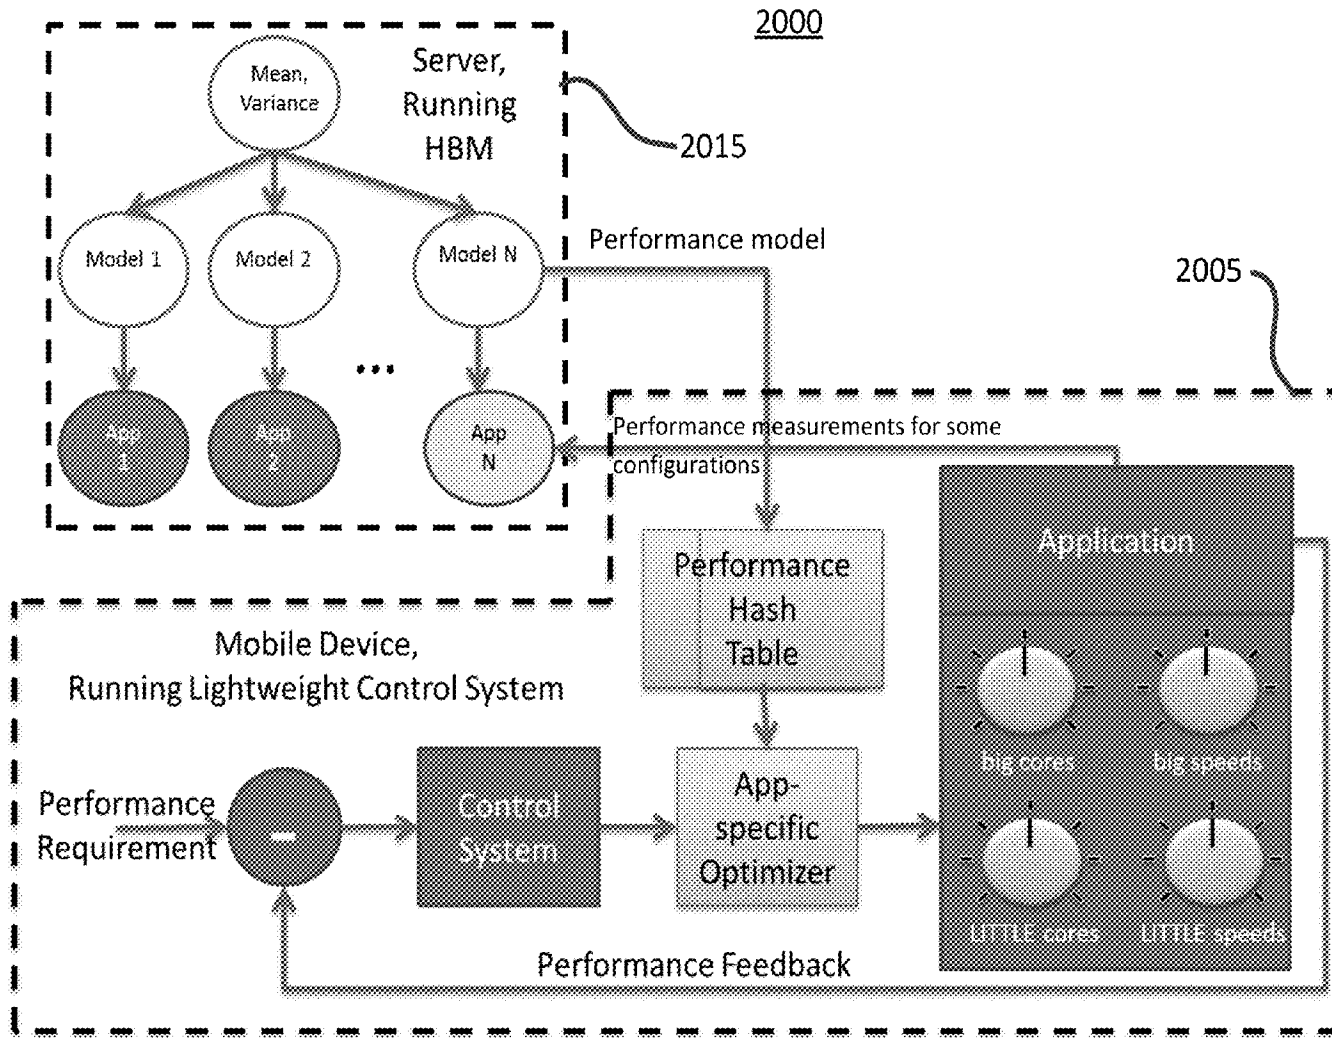 2000
Server,
Running
HBM
Mean,
Variance
2015
Model 1
Model 2
Model N
Performance model
2005
...
App
1
App
2
App
N
Performance measurements for some
configurations
Application
Performance
Hash
Table
Mobile Device,
Running Lightweight Control System
big cores
big speeds
Performance
Requirement
–
Control
System
App-
specific
Optimizer
LITTLE cores
LITTLE speeds
Performance Feedback